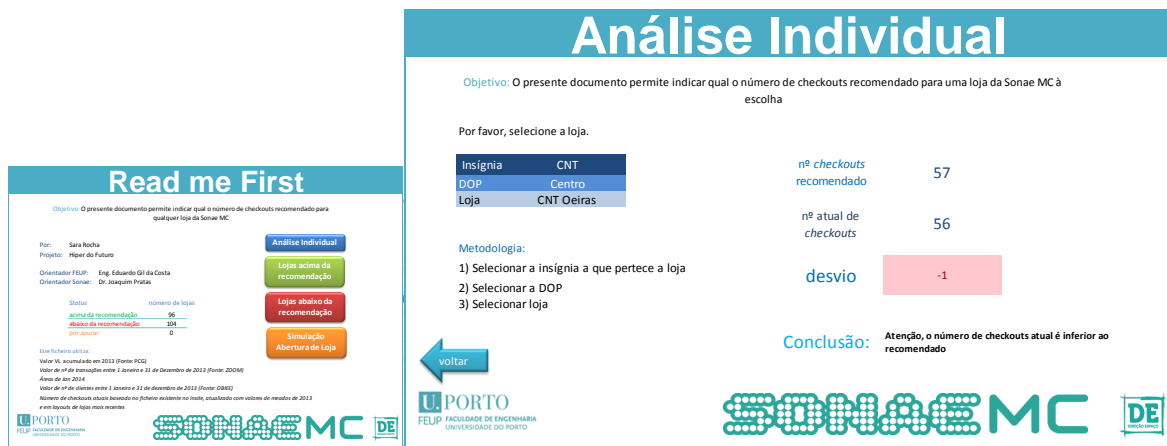 Read me First
Objetivo: O presente documento permite indicar qual o número de checkouts recomendado para
qualquer loja da Sonae MC
Por: Sara Rocha
Projeto: Hiper do Futuro
Orientador FEUP: Eng. Eduardo Gil da Costa
Orientador Sonae: Dr. Joaquim Pratas
Status número de lojas
acima da recomendação 96
abaixo da recomendação 104
por apurar 0
Análise Individual
Lojas acima da
recomendação
Lojas abaixo da
recomendação
Simulação
Abertura de Loja
Este ficheiro utiliza:
Valor VL acumulado em 2013 (Fonte: PCG)
Valor de nº de transações entre 1 Janeiro e 31 de Dezembro de 2013 (Fonte: ZOOM)
Áreas de Jan 2014
Valor de nº de clientes entre 1 Janeiro e 31 de dezembro de 2013 (Fonte: OBIEE)
Número de checkouts atuais baseado no ficheiro existente no Insite, atualizado com valores de meados de 2013
e em layouts de lojas mais recentes
U. PORTO
FEUP FACULDADE DE ENGENHARIA
UNIVERSIDADE DO PORTO
SONAE MC
DE
Análise Individual
Objetivo: O presente documento permite indicar qual o número de checkouts recomendado para uma loja da Sonae MC à
escolha
Por favor, selecione a loja.
Insígnia CNT
DOP Centro
Loja CNT Oeiras
nº checkouts
recomendado
57
nº atual de
checkouts
56
Metodologia:
1) Selecionar a insígnia a que pertece a loja
2) Selecionar a DOP
3) Selecionar loja
desvio -1
Conclusão: Atenção, o número de checkouts atual é inferior ao
recomendado
voltar
U. PORTO
FEUP FACULDADE DE ENGENHARIA
UNIVERSIDADE DO PORTO
SONAE MC
DE
DIREÇÃO ESPAÇO